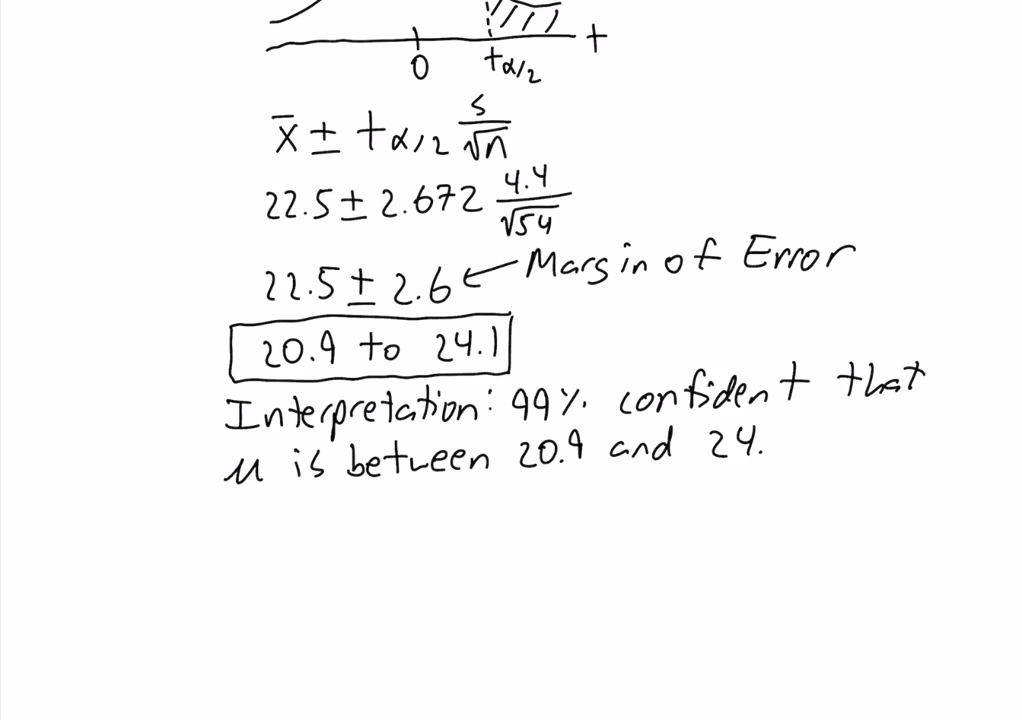 0 tα/2 t
x̄ ± tα/2 s/√n
22.5 ± 2.672 4.4/√54
22.5 ± 2.6 ← Margin of Error
20.9 to 24.1
Interpretation: 99% confident that
μ is between 20.9 and 24.